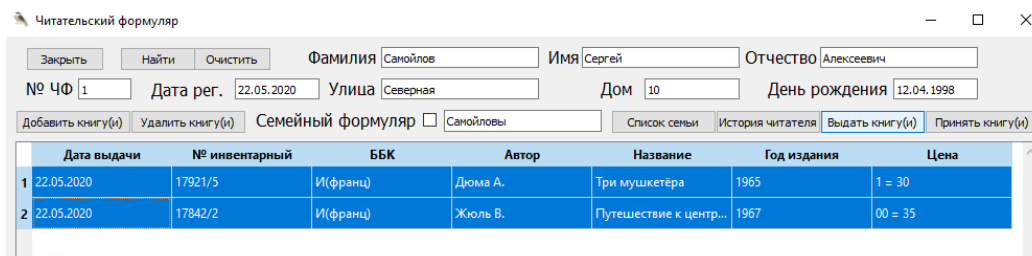 Читательский формуляр
Закрыть Найти Очистить Фамилия Самойлов Имя Сергей Отчество Алексеевич
№ ЧФ 1 Дата рег. 22.05.2020 Улица Северная Дом 10 День рождения 12.04.1998
Добавить книгу(и) Удалить книгу(и) Семейный формуляр Самойловы Список семьи История читателя Выдать книгу(и) Принять книгу(и)
Дата выдачи № инвентарный ББК Автор Название Год издания Цена
1 22.05.2020 17921/5 И(франц) Дюма А. Три мушкетёра 1965 1 = 30
2 22.05.2020 17842/2 И(франц) Жюль В. Путешествие к центр... 1967 00 = 35